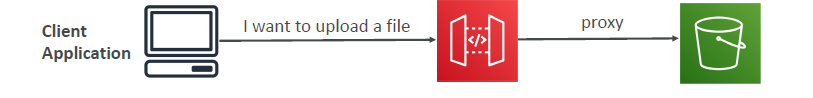 Client
Application
I want to upload a file
</>
proxy